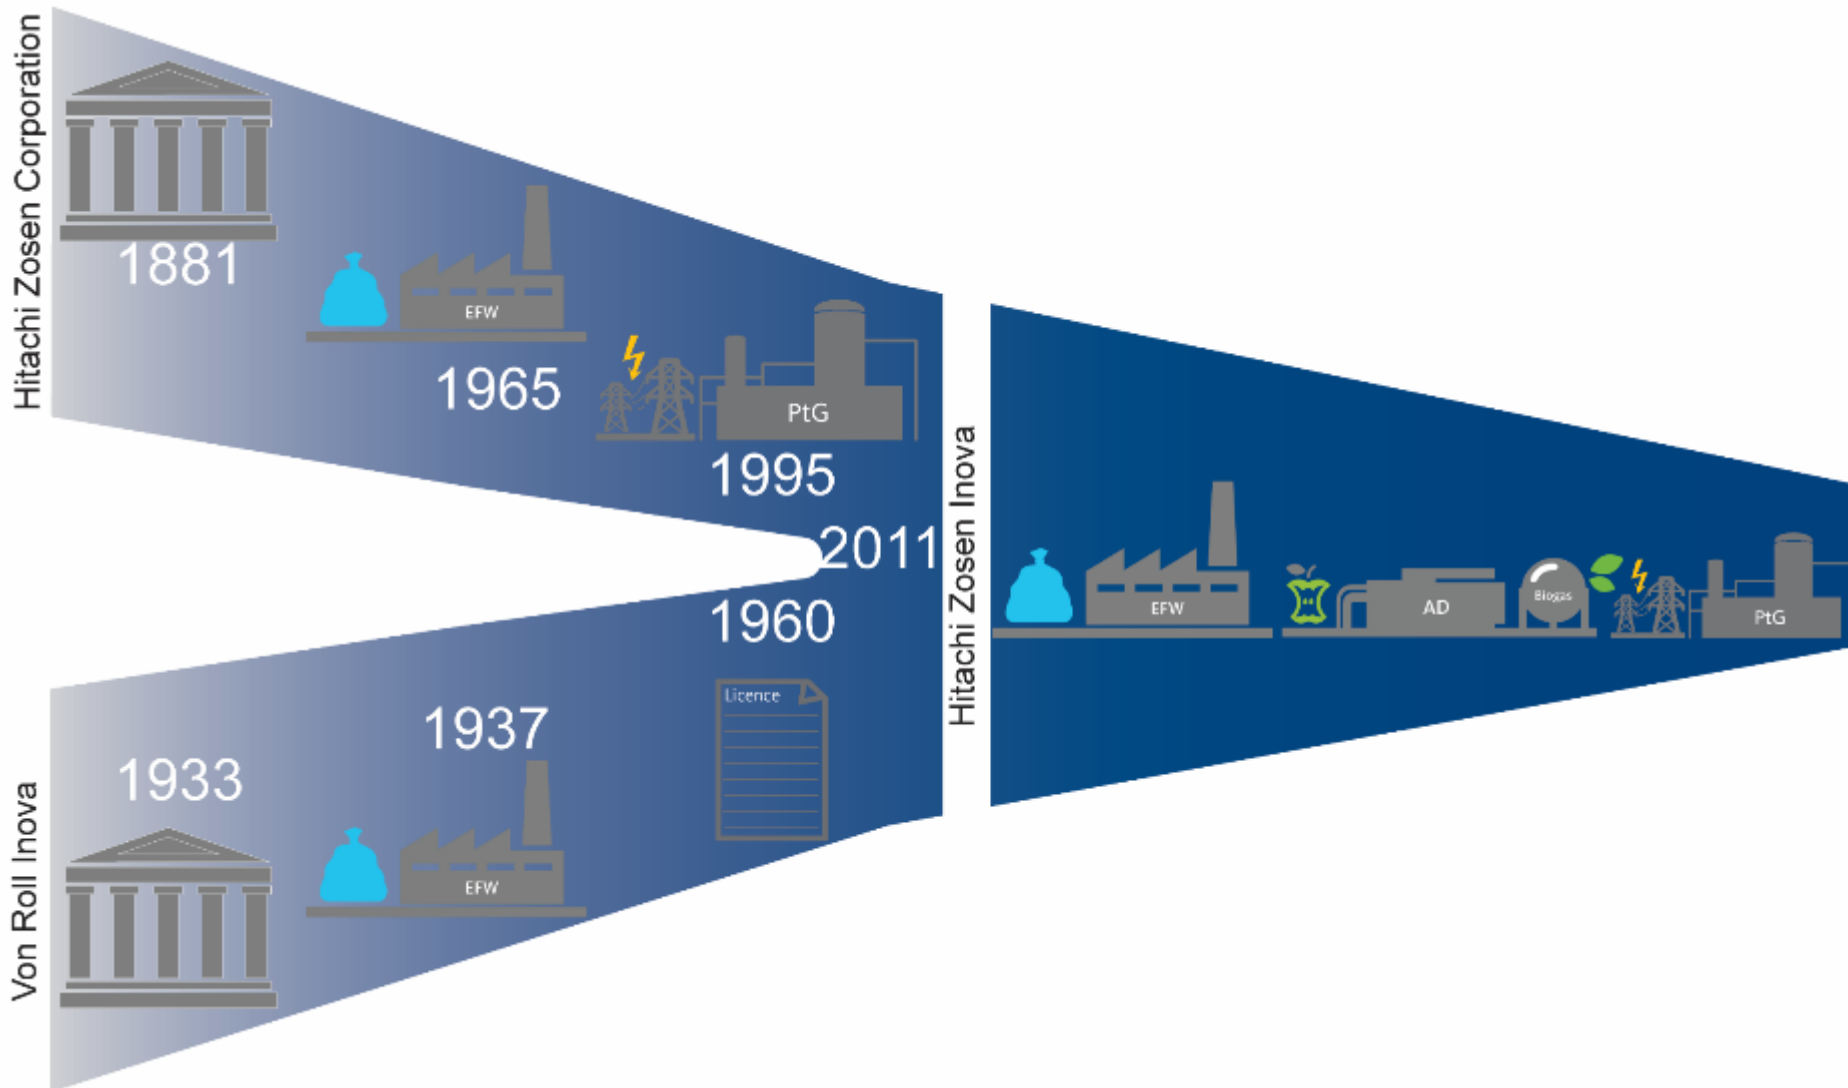 Hitachi Zosen Corporation
1881
EFW
1965
PtG
1995
2011
Von Roll Inova
1933
EFW
1937
1960
Licence
Hitachi Zosen Inova
EFW
AD
Biogas
PtG